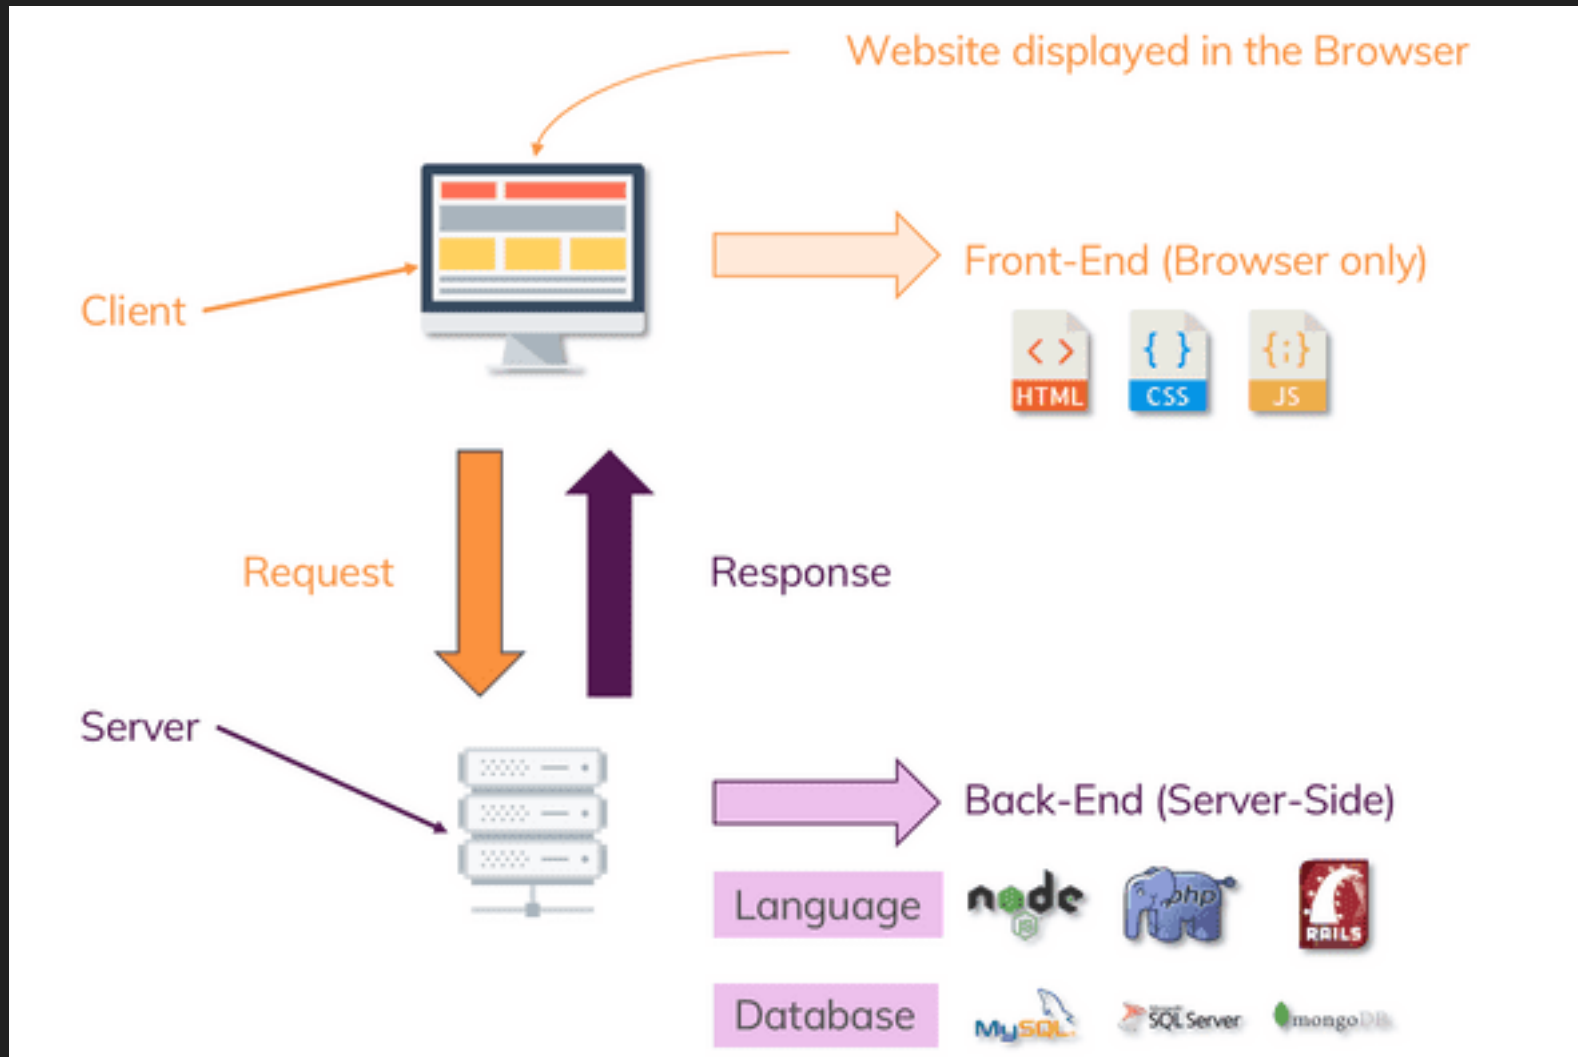 Website displayed in the Browser
Client
Front-End (Browser only)
< >
HTML
{ }
CSS
{;}
JS
Request
Response
Server
Back-End (Server-Side)
Language
node
JS
php
RAILS
Database
MySQL
SQL Server
mongoDB